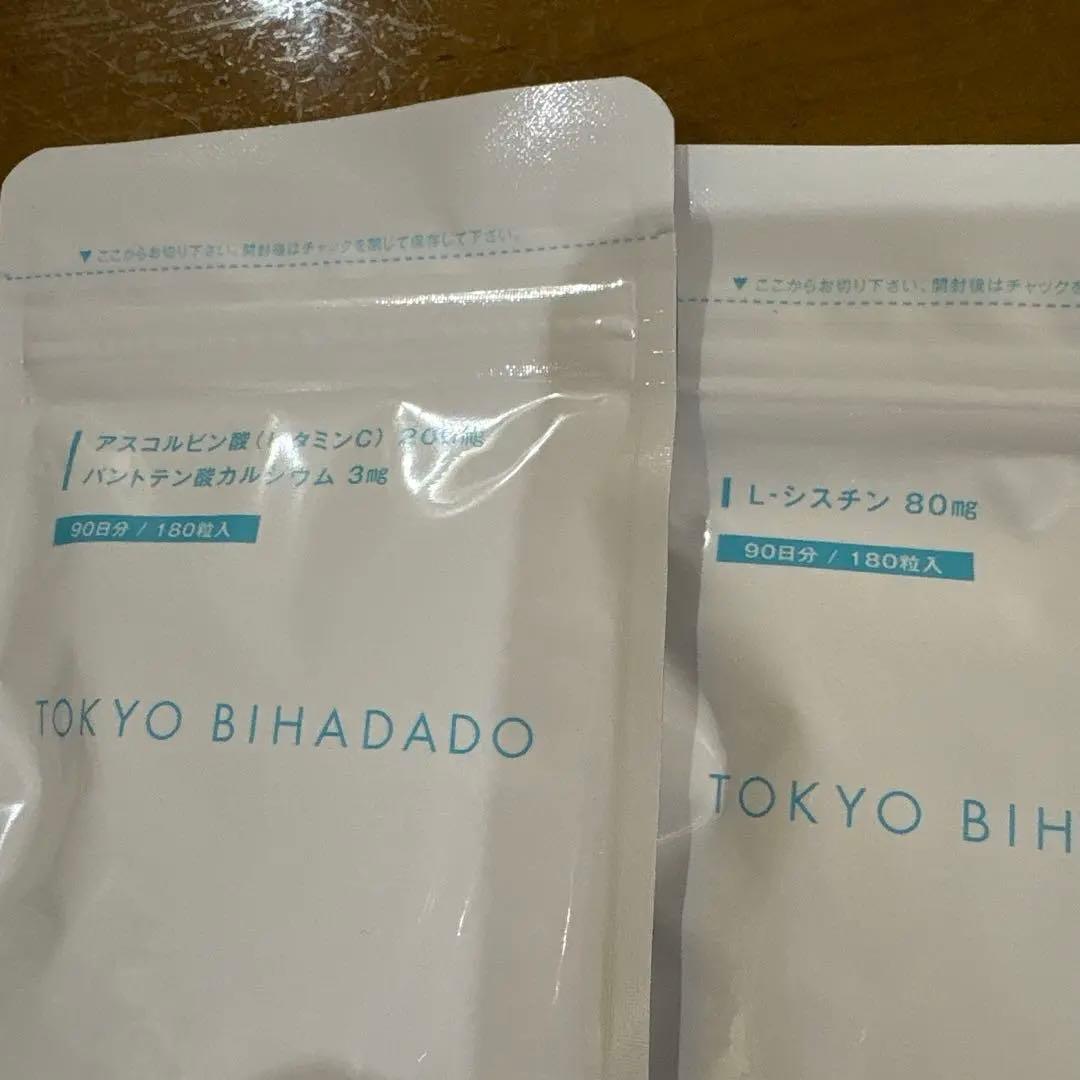 ▼ここからお切り下さい。開封後はチャックを閉じて保存して下さい。
アスコルビン酸(ビタミンC) 200㎎
パントテン酸カルシウム 3㎎
90日分 / 180粒入
TOKYO BIHADADO
▼ここからお切り下さい。開封後はチャックを
L-シスチン 80㎎
90日分 / 180粒入
TOKYO BIH